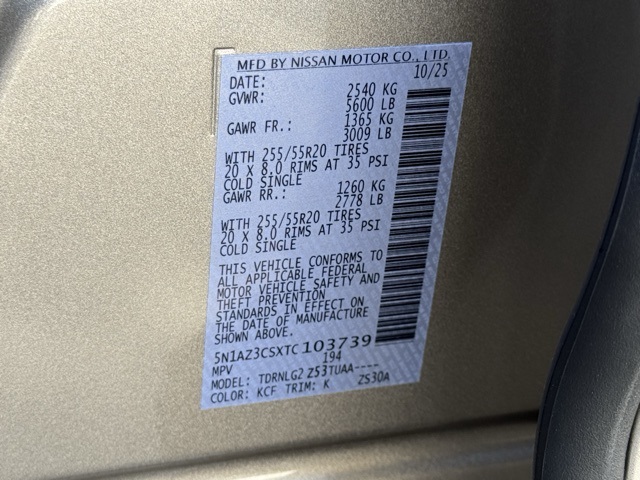 MFD BY NISSAN MOTOR CO., LTD.
DATE: 10/25
GVWR: 2540 KG
5600 LB
GAWR FR.: 1365 KG
3009 LB
WITH 255/55R20 TIRES
20 X 8.0 RIMS AT 35 PSI
COLD SINGLE
GAWR RR.: 1260 KG
2778 LB
WITH 255/55R20 TIRES
20 X 8.0 RIMS AT 35 PSI
COLD SINGLE
THIS VEHICLE CONFORMS TO
ALL APPLICABLE FEDERAL
MOTOR VEHICLE SAFETY AND
THEFT PREVENTION
STANDARDS IN EFFECT ON
THE DATE OF MANUFACTURE
SHOWN ABOVE.
5N1AZ3CSXTC103739
MPV 194
MODEL: TDRNLG2 ZS3TUAA----
COLOR: KCF TRIM: K ZS30A